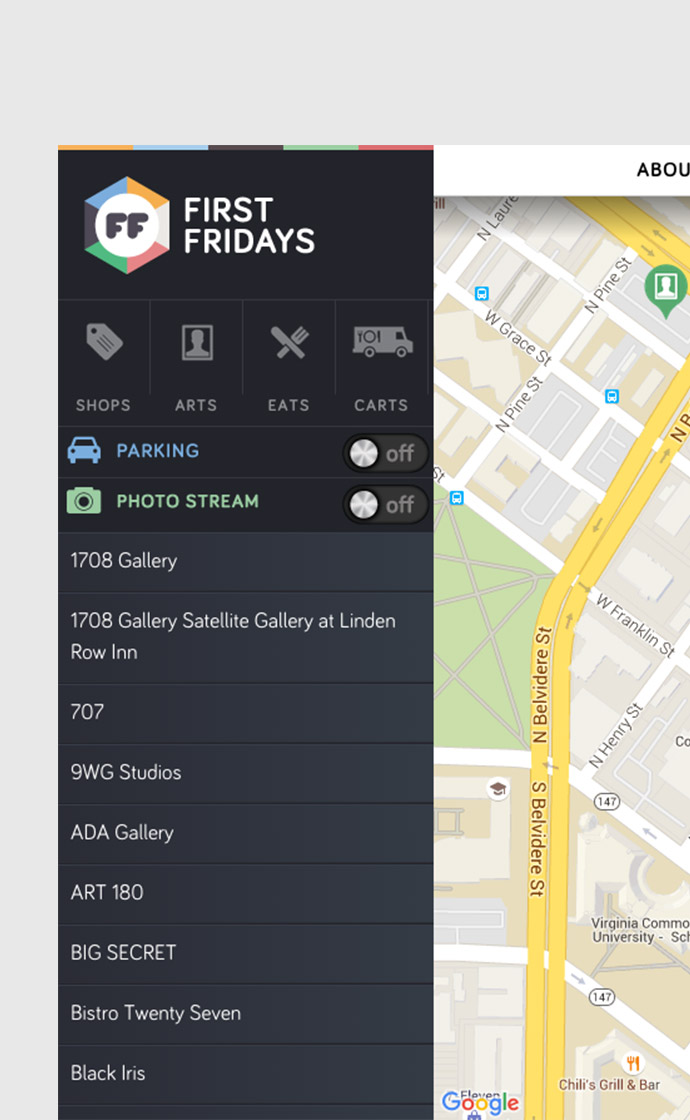 FF
FIRST
FRIDAYS
SHOPS
ARTS
EATS
YO!
CARTS
PARKING
off
PHOTO STREAM
off
1708 Gallery
1708 Gallery Satellite Gallery at Linden
Row Inn
707
9WG Studios
ADA Gallery
ART 180
BIG SECRET
Bistro Twenty Seven
Black Iris
ABOU
ill
N Laure
N Pine St
W Grace St
N Pine St
N B
St
W Franklin St
N Belvidere St
N Henry St
Co
147
S Belvidere St
Virginia Commo
University - Sch
147
Chili's Grill & Bar
Eleven
Google